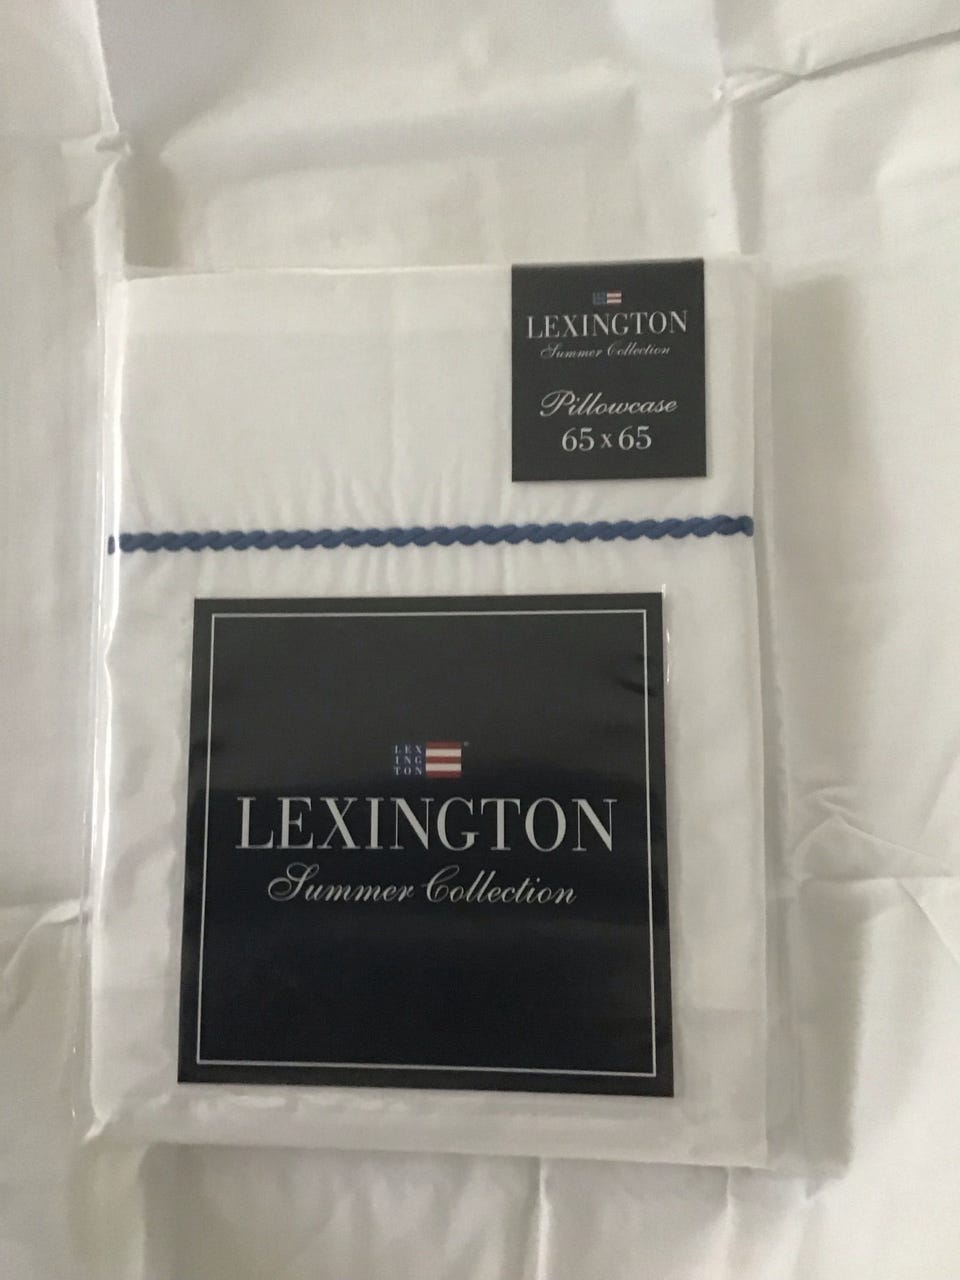 LEXINGTON
Summer Collection
Pillowcase
65 x 65
LEX
ING
TON
LEXINGTON
Summer Collection